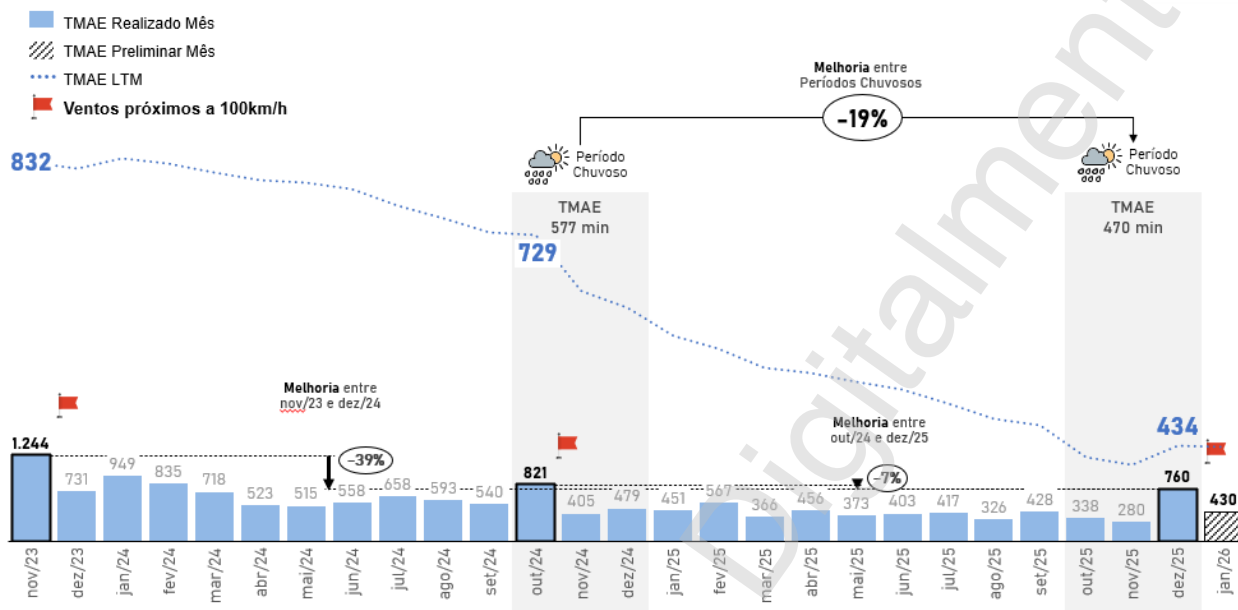 TMAE Realizado Mês
TMAE Preliminar Mês
TMAE LTM
Ventos próximos a 100km/h
Melhoria entre
Períodos Chuvosos
-19%
832
Período
Chuvoso
Período
Chuvoso
TMAE
577 min
TMAE
470 min
729
Melhoria entre
nov/23 e dez/24
Melhoria entre
out/24 e dez/25
434
-39%
-7%
1.244
731
949
835
718
523
515
558
658
593
540
821
405
479
451
567
366
456
373
403
417
326
428
338
280
760
430
nov/23
dez/23
jan/24
fev/24
mar/24
abr/24
mai/24
jun/24
jul/24
ago/24
set/24
out/24
nov/24
dez/24
jan/25
fev/25
mar/25
abr/25
mai/25
jun/25
jul/25
ago/25
set/25
out/25
nov/25
dez/25
jan/26
Digitalment